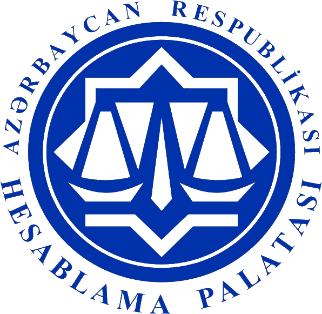 AZƏRBAYCAN RESPUBLİKASI
HESABLAMA PALATASI